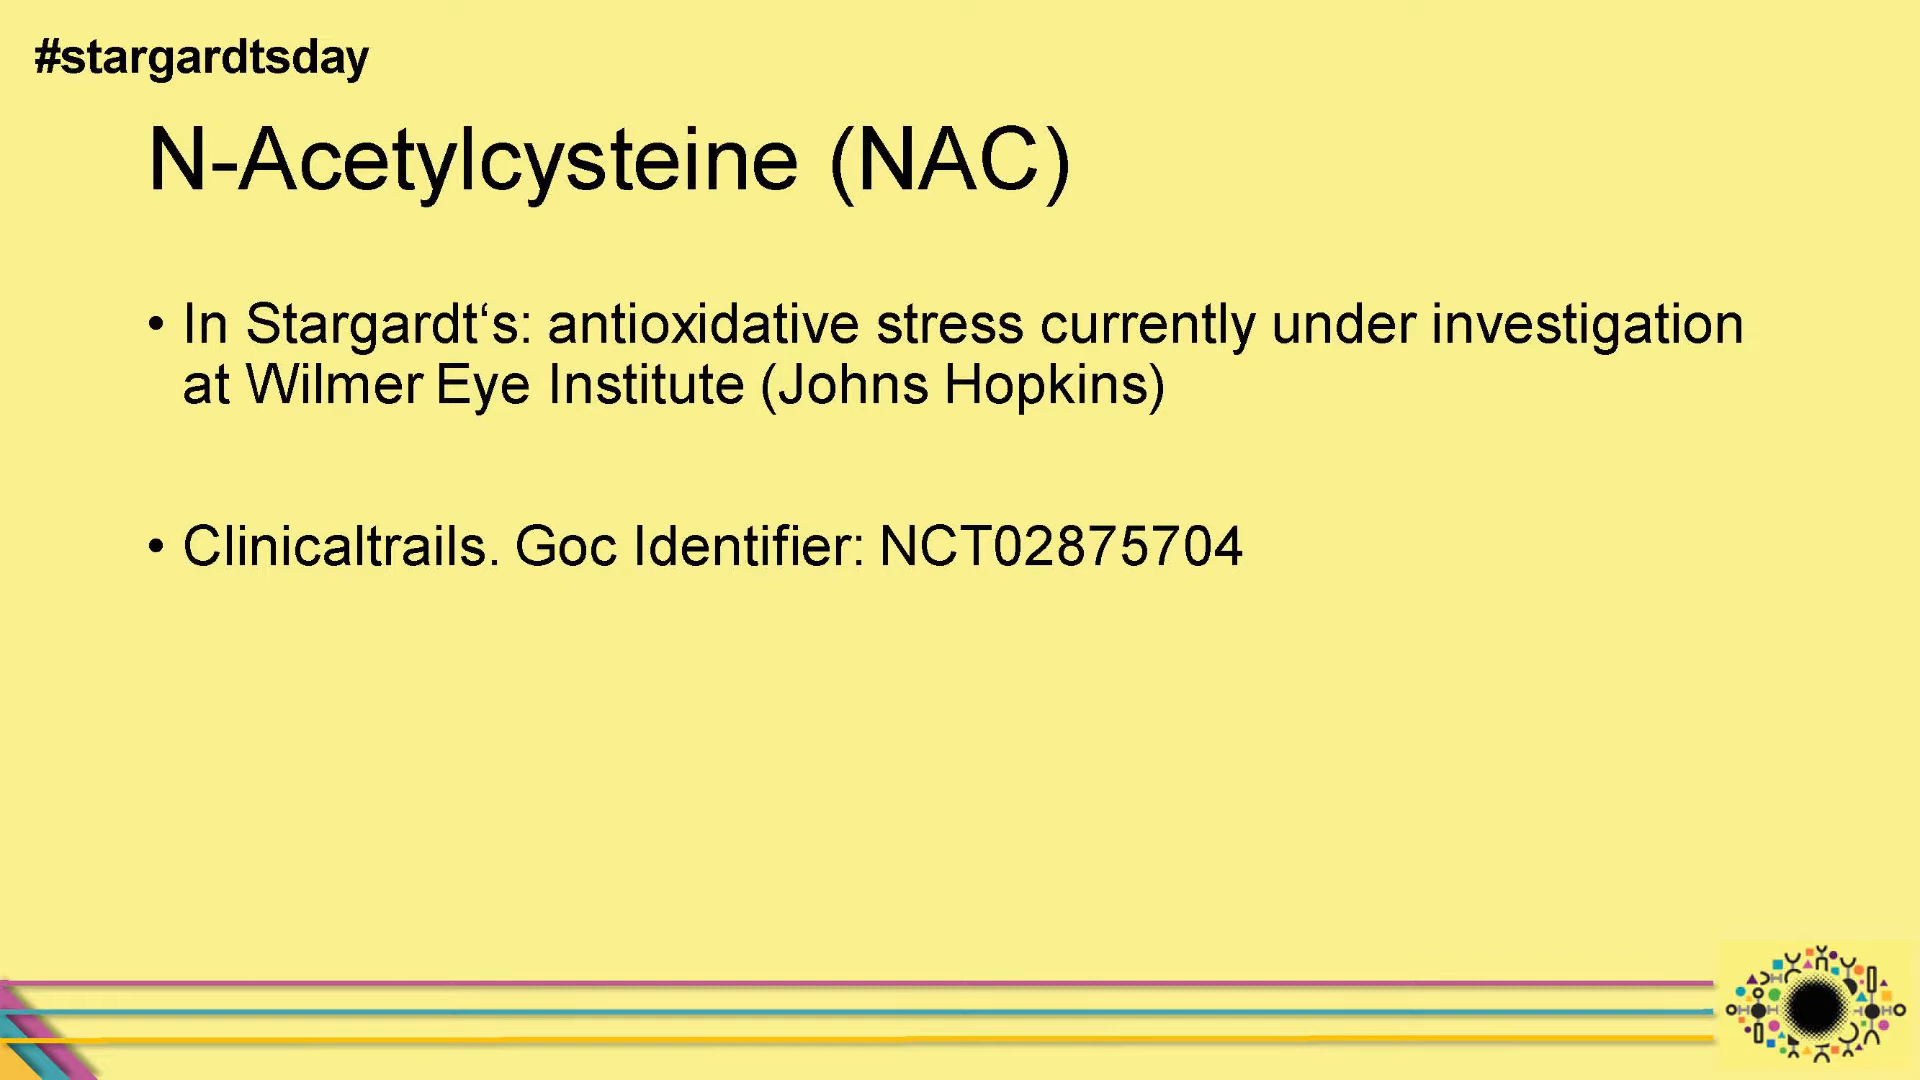 #stargardtsday
N-Acetylcysteine (NAC)
• In Stargardt‘s: antioxidative stress currently under investigation
at Wilmer Eye Institute (Johns Hopkins)
• Clinicaltrails. Goc Identifier: NCT02875704